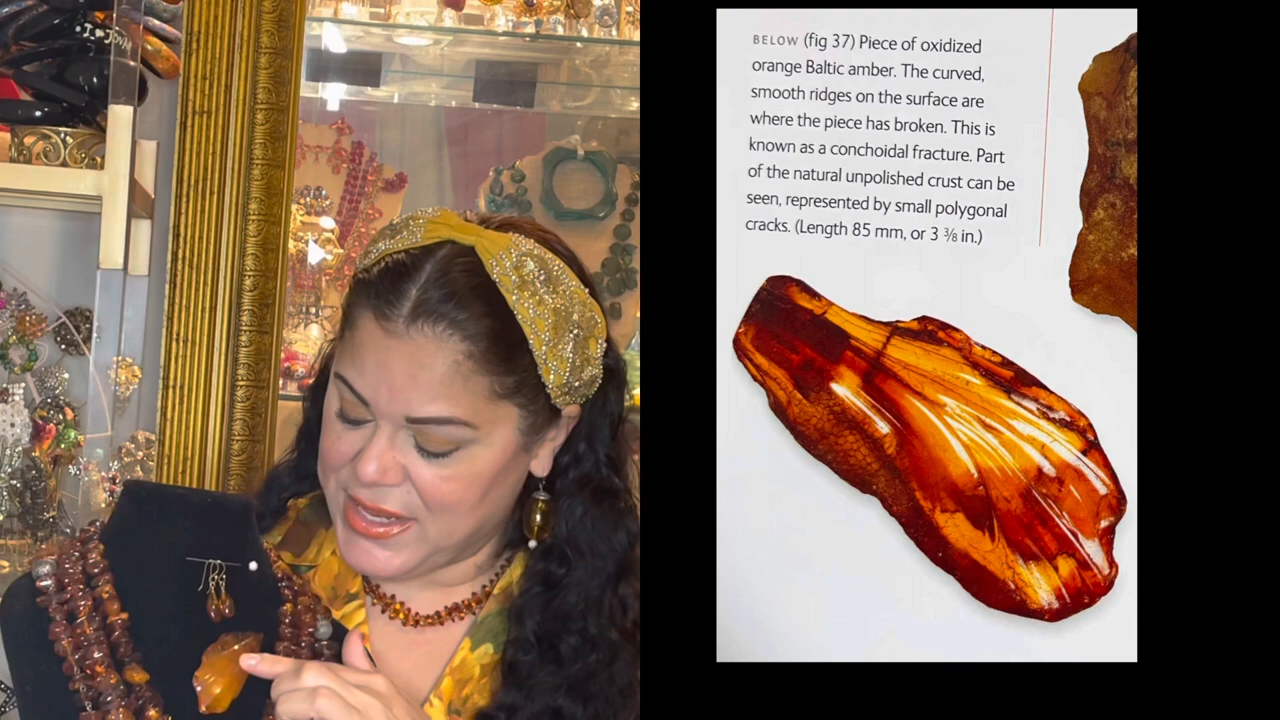 I ♥ JOVA
BELOW (fig 37) Piece of oxidized
orange Baltic amber. The curved,
smooth ridges on the surface are
where the piece has broken. This is
known as a conchoidal fracture. Part
of the natural unpolished crust can be
seen, represented by small polygonal
cracks. (Length 85 mm, or 3 ⅜ in.)